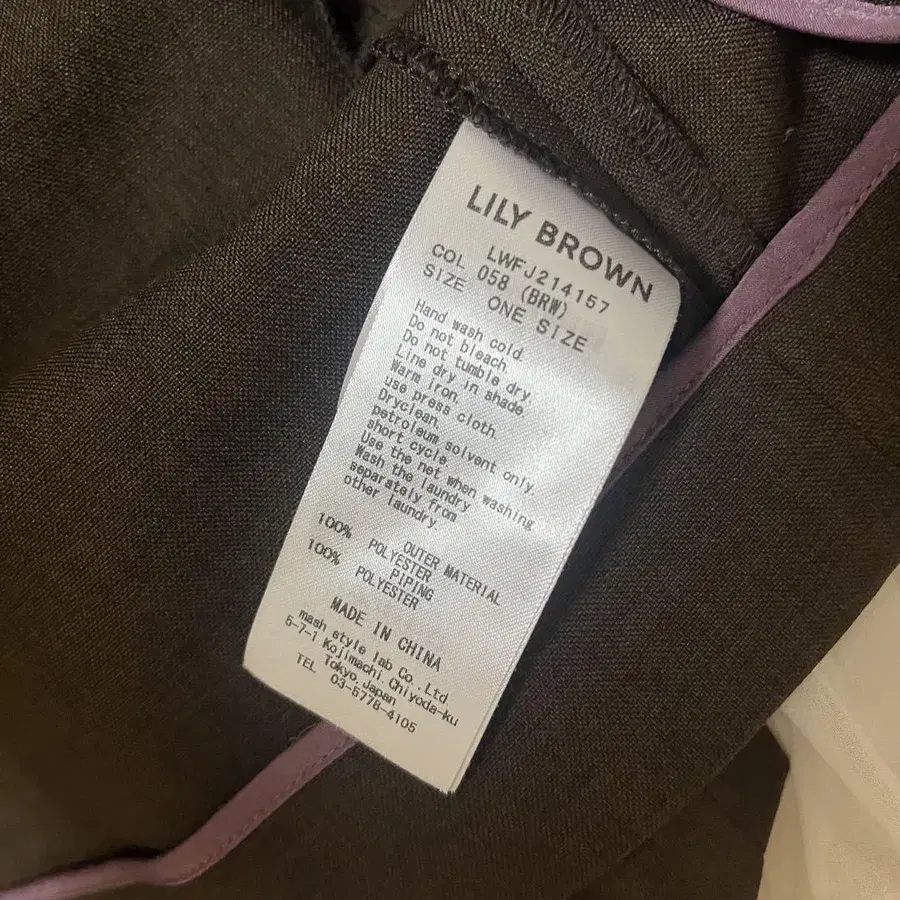 LILY BROWN
LWFJ214157
COL 058 (BRW)
SIZE ONE SIZE
Hand wash cold.
Do not bleach.
Do not tumble dry.
Line dry in shade.
Warm iron.
use press cloth.
Dryclean.
petroleum solvent only.
short cycle.
Use the net when washing.
Wash the laundry
separately from
other laundry.
OUTER MATERIAL
100% POLYESTER
PIPING
100% POLYESTER
MADE IN CHINA
mash style lab Co.,Ltd.
5-7-1 Kojimachi,Chiyoda-ku
Tokyo,Japan
TEL 03-5778-4105